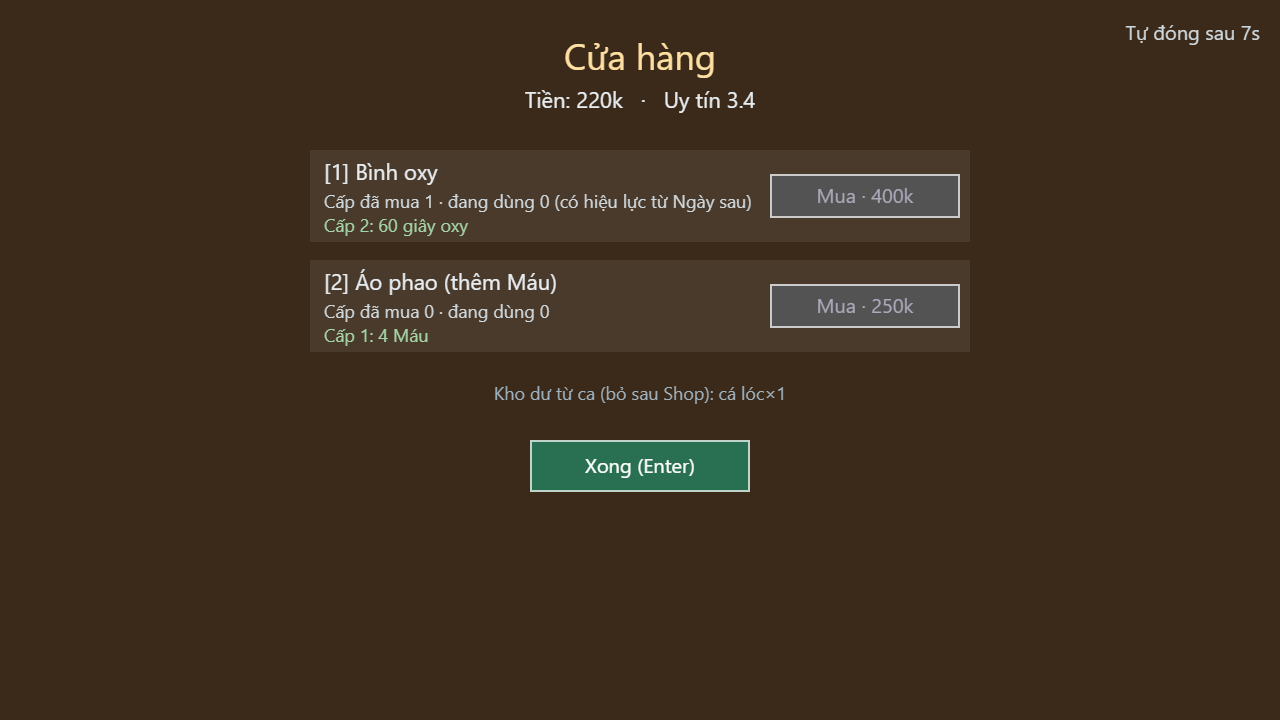 Tự đóng sau 7s
Cửa hàng
Tiền: 220k · Uy tín 3.4
[1] Bình oxy
Cấp đã mua 1 · đang dùng 0 (có hiệu lực từ Ngày sau)
Cấp 2: 60 giây oxy
Mua · 400k
[2] Áo phao (thêm Máu)
Cấp đã mua 0 · đang dùng 0
Cấp 1: 4 Máu
Mua · 250k
Kho dư từ ca (bỏ sau Shop): cá lóc×1
Xong (Enter)